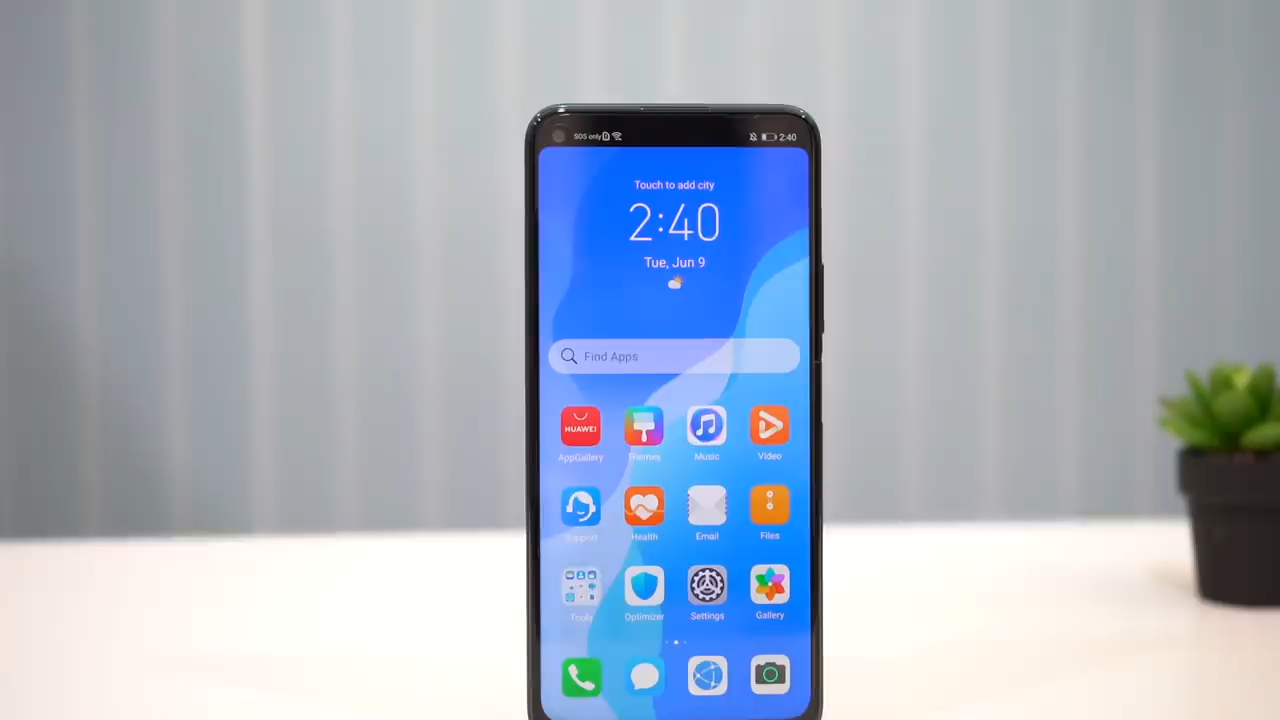 SOS only 2:40
Touch to add city
2:40
Tue, Jun 9
Find Apps
HUAWEI
AppGallery Themes Music Video
Support Health Email Files
Tools Optimizer Settings Gallery